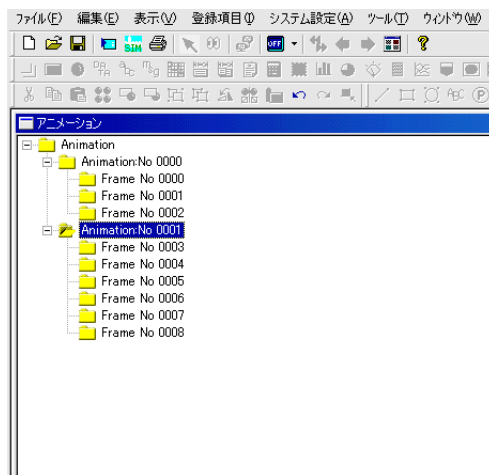 ファイル(F) 編集(E) 表示(V) 登録項目(I) システム設定(A) ツール(T) ウィンドウ(W)
SIM OFF
ABC P
アニメーション
Animation
Animation:No 0000
Frame No 0000
Frame No 0001
Frame No 0002
Animation:No 0001
Frame No 0003
Frame No 0004
Frame No 0005
Frame No 0006
Frame No 0007
Frame No 0008